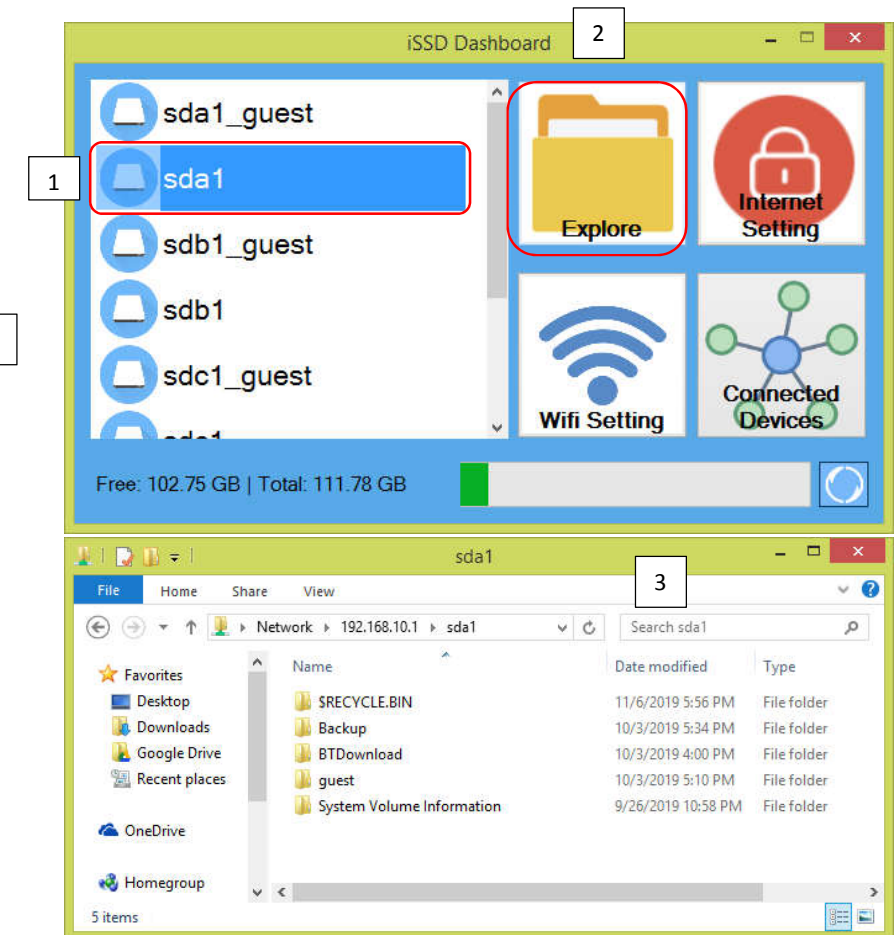 2
iSSD Dashboard
sda1_guest
1
sda1
sdb1_guest
sdb1
sdc1_guest
Explore
Internet
Setting
Wifi Setting
Connected
Devices
Free: 102.75 GB | Total: 111.78 GB
sda1
3
File Home Share View
Network 192.168.10.1 sda1
Search sda1
Favorites
Desktop
Downloads
Google Drive
Recent places
OneDrive
Homegroup
Name Date modified Type
$RECYCLE.BIN 11/6/2019 5:56 PM File folder
Backup 10/3/2019 5:34 PM File folder
BTDownload 10/3/2019 4:00 PM File folder
guest 10/3/2019 5:10 PM File folder
System Volume Information 9/26/2019 10:58 PM File folder
5 items